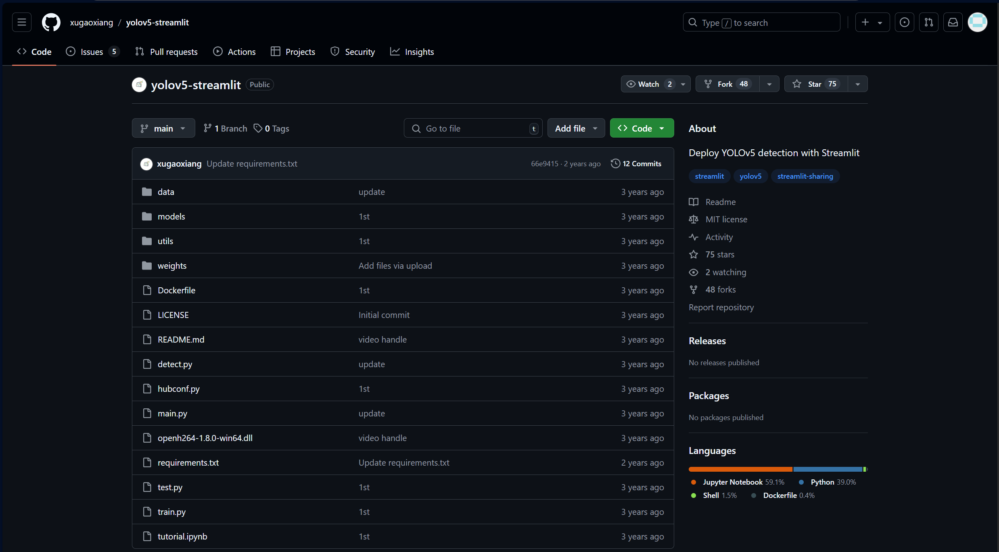 xugaoxiang / yolov5-streamlit
Type / to search
Code
Issues 5
Pull requests
Actions
Projects
Security
Insights
yolov5-streamlit Public
Watch 2
Fork 48
Star 75
main
1 Branch
0 Tags
Go to file t
Add file
Code
xugaoxiang Update requirements.txt 66e9415 · 2 years ago 12 Commits
data update 3 years ago
models 1st 3 years ago
utils 1st 3 years ago
weights Add files via upload 3 years ago
Dockerfile 1st 3 years ago
LICENSE Initial commit 3 years ago
README.md video handle 3 years ago
detect.py update 3 years ago
hubconf.py 1st 3 years ago
main.py update 3 years ago
openh264-1.8.0-win64.dll video handle 3 years ago
requirements.txt Update requirements.txt 2 years ago
test.py 1st 3 years ago
train.py 1st 3 years ago
tutorial.ipynb 1st 3 years ago
About
Deploy YOLOv5 detection with Streamlit
streamlit yolov5 streamlit-sharing
Readme
MIT license
Activity
75 stars
2 watching
48 forks
Report repository
Releases
No releases published
Packages
No packages published
Languages
Jupyter Notebook 59.1% Python 39.0%
Shell 1.5% Dockerfile 0.4%